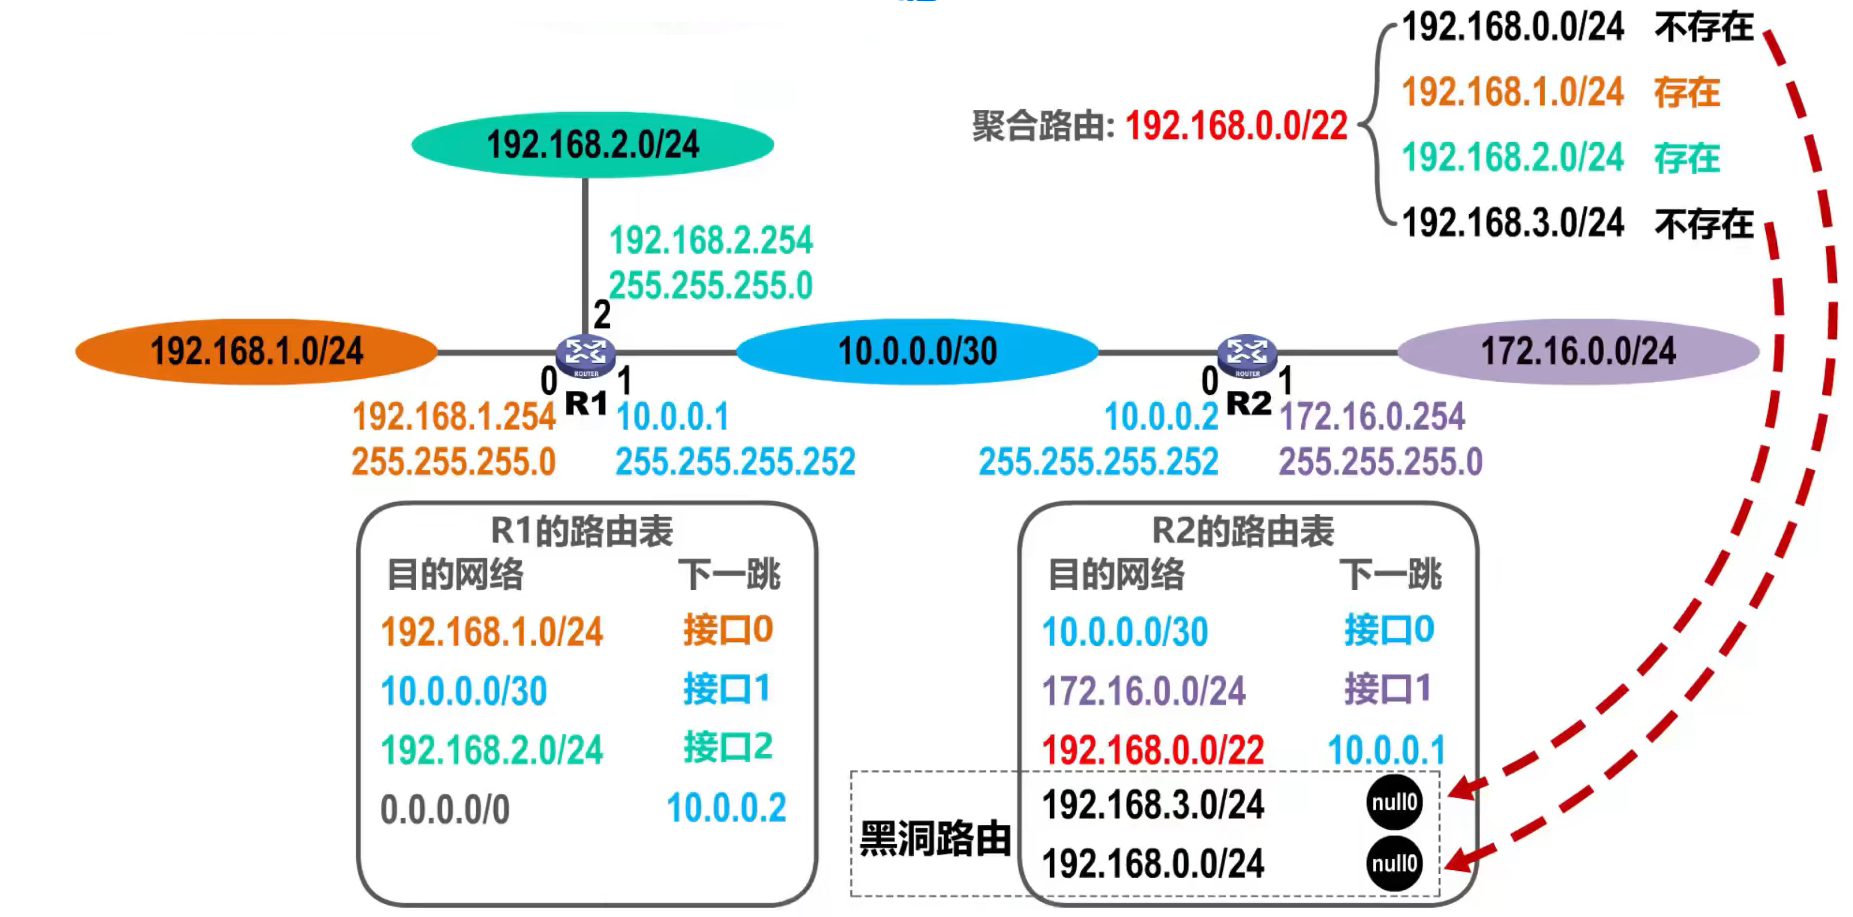 192.168.0.0/24 不存在
192.168.1.0/24 存在
聚合路由: 192.168.0.0/22
192.168.2.0/24 存在
192.168.3.0/24 不存在
192.168.2.0/24
192.168.2.254
255.255.255.0
2
192.168.1.0/24
ROUTER
10.0.0.0/30
ROUTER
172.16.0.0/24
0 R1 1
0 R2 1
192.168.1.254
255.255.255.0
10.0.0.1
255.255.255.252
10.0.0.2
255.255.255.252
172.16.0.254
255.255.255.0
R1的路由表
目的网络 下一跳
192.168.1.0/24 接口0
10.0.0.0/30 接口1
192.168.2.0/24 接口2
0.0.0.0/0 10.0.0.2
R2的路由表
目的网络 下一跳
10.0.0.0/30 接口0
172.16.0.0/24 接口1
192.168.0.0/22 10.0.0.1
黑洞路由
192.168.3.0/24 null0
192.168.0.0/24 null0